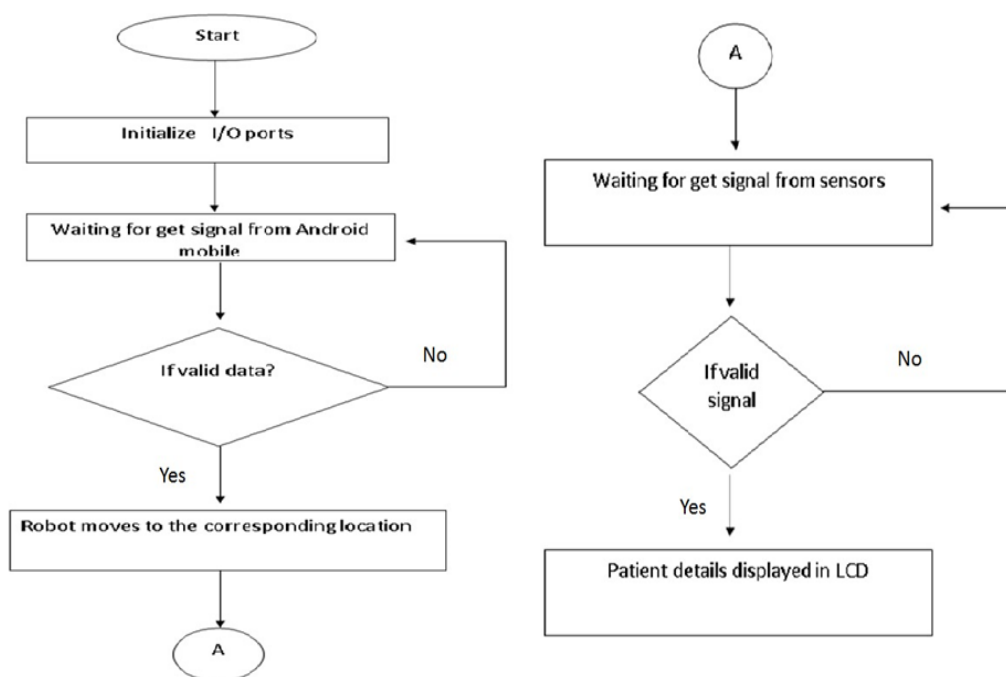 Start
Initialize I/O ports
Waiting for get signal from Android
mobile
If valid data?
No
Yes
Robot moves to the corresponding location
A
A
Waiting for get signal from sensors
If valid
signal
No
Yes
Patient details displayed in LCD